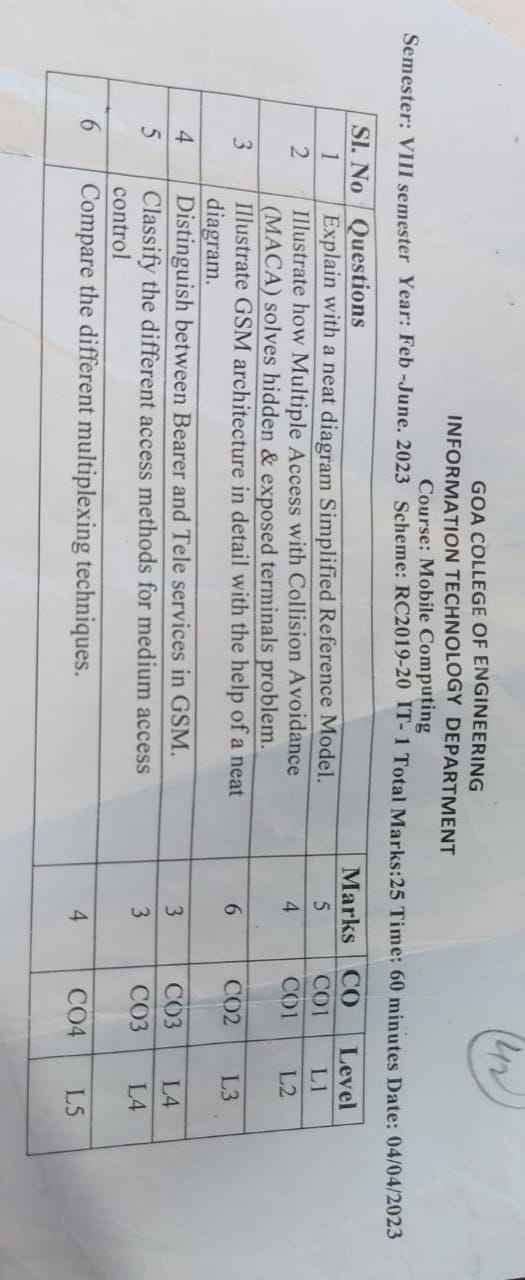 42
GOA COLLEGE OF ENGINEERING
INFORMATION TECHNOLOGY DEPARTMENT
Course: Mobile Computing
Semester: VIII semester Year: Feb -June. 2023 Scheme: RC2019-20 IT- 1 Total Marks:25 Time: 60 minutes Date: 04/04/2023
Sl. No Questions Marks CO Level
1 Explain with a neat diagram Simplified Reference Model. 5 CO1 L1
2 Illustrate how Multiple Access with Collision Avoidance 4 CO1 L2
(MACA) solves hidden & exposed terminals problem.
3 Illustrate GSM architecture in detail with the help of a neat 6 CO2 L3
diagram.
4 Distinguish between Bearer and Tele services in GSM. 3 CO3 L4
5 Classify the different access methods for medium access 3 CO3 L4
control
6 Compare the different multiplexing techniques. 4 CO4 L5